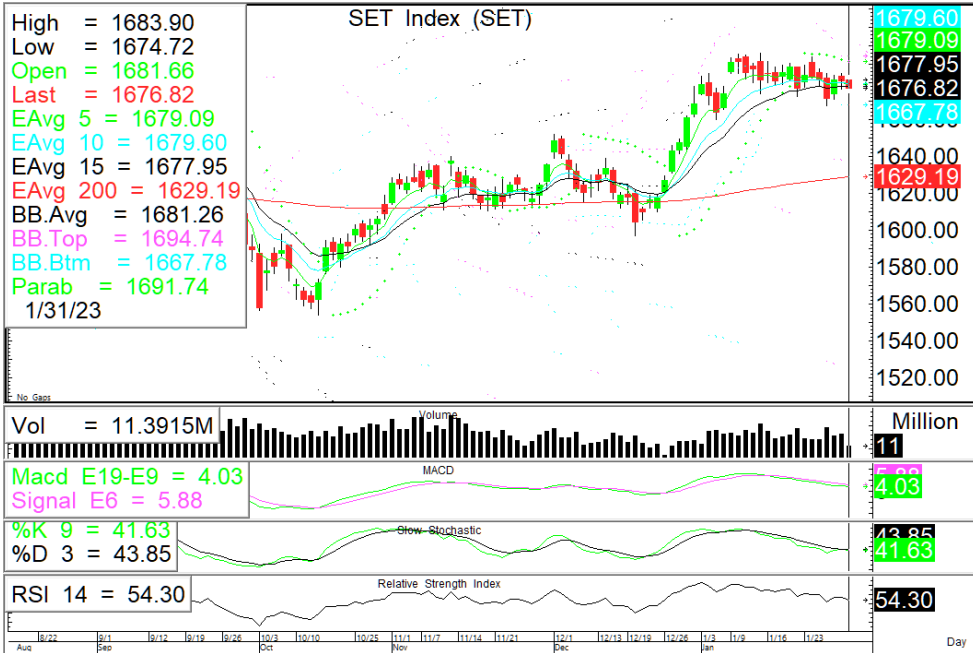 SET Index (SET)
High = 1683.90
Low = 1674.72
Open = 1681.66
Last = 1676.82
EAvg 5 = 1679.09
EAvg 10 = 1679.60
EAvg 15 = 1677.95
EAvg 200 = 1629.19
BB.Avg = 1681.26
BB.Top = 1694.74
BB.Btm = 1667.78
Parab = 1691.74
1/31/23
1679.60
1679.09
1677.95
1676.82
1667.78
1640.00
1629.19
1620.00
1600.00
1580.00
1560.00
1540.00
1520.00
No Gaps
Volume
Vol = 11.3915M
Million
11
MACD
Macd E19-E9 = 4.03
Signal E6 = 5.88
5.88
4.03
Slow Stochastic
%K 9 = 41.63
%D 3 = 43.85
43.85
41.63
Relative Strength Index
RSI 14 = 54.30
54.30
8/22 9/1 9/12 9/19 9/26 10/3 10/10 10/25 11/1 11/7 11/14 11/21 12/1 12/13 12/19 12/26 1/3 1/9 1/16 1/23
Aug Sep Oct Nov Dec Jan
Day